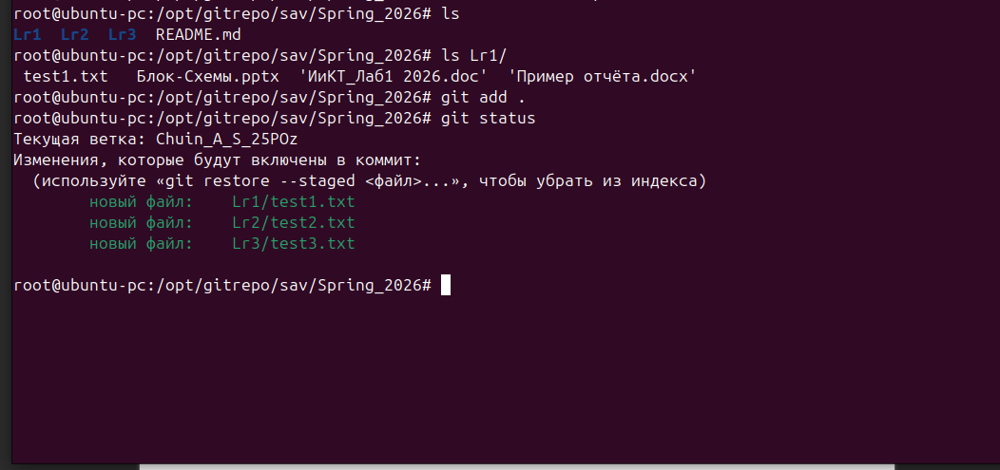 root@ubuntu-pc:/opt/gitrepo/sav/Spring_2026# ls
Lr1  Lr2  Lr3  README.md
root@ubuntu-pc:/opt/gitrepo/sav/Spring_2026# ls Lr1/
 test1.txt   Блок-Схемы.pptx  'ИиКТ_Лаб1 2026.doc'  'Пример отчёта.docx'
root@ubuntu-pc:/opt/gitrepo/sav/Spring_2026# git add .
root@ubuntu-pc:/opt/gitrepo/sav/Spring_2026# git status
Текущая ветка: Chuin_A_S_25POz
Изменения, которые будут включены в коммит:
  (используйте «git restore --staged <файл>...», чтобы убрать из индекса)
        новый файл:    Lr1/test1.txt
        новый файл:    Lr2/test2.txt
        новый файл:    Lr3/test3.txt
root@ubuntu-pc:/opt/gitrepo/sav/Spring_2026#